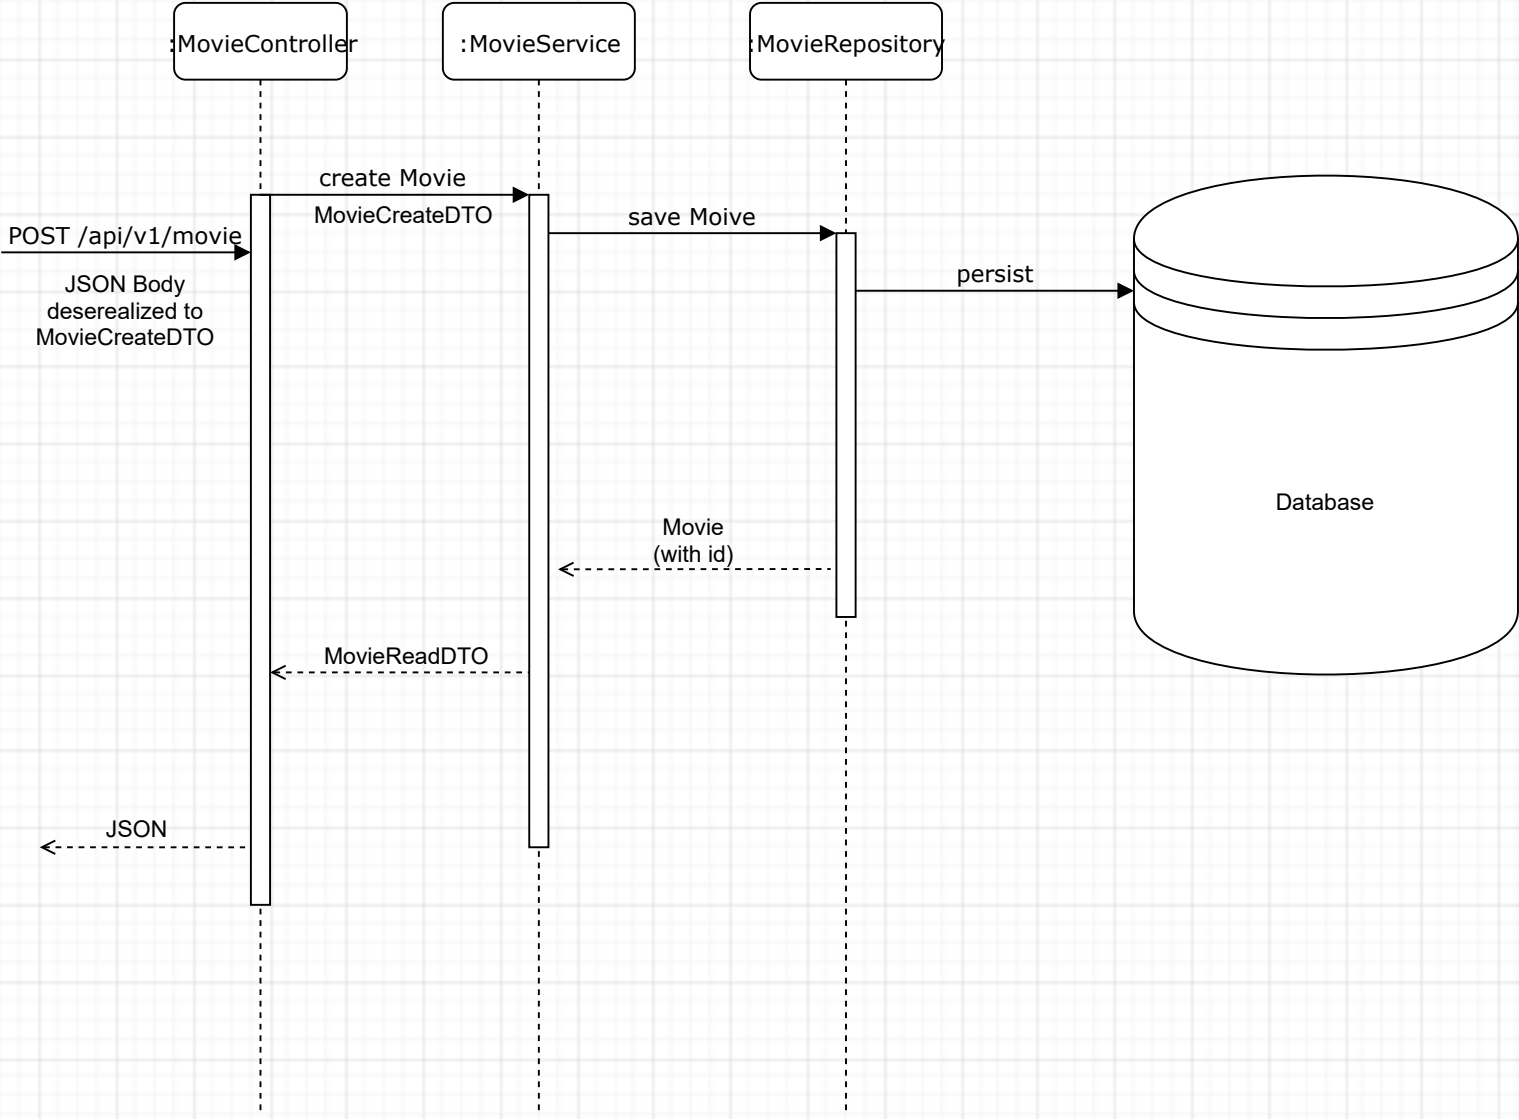 :MovieController
:MovieService
:MovieRepository
create Movie
MovieCreateDTO
save Moive
POST /api/v1/movie
persist
JSON Body
deserealized to
MovieCreateDTO
Database
Movie
(with id)
MovieReadDTO
JSON